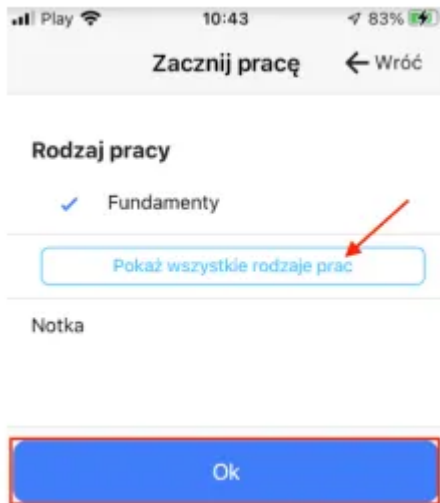 Play 10:43 83%
Zacznij pracę ← Wróć
Rodzaj pracy
✓ Fundamenty
Pokaż wszystkie rodzaje prac
Notka
Ok